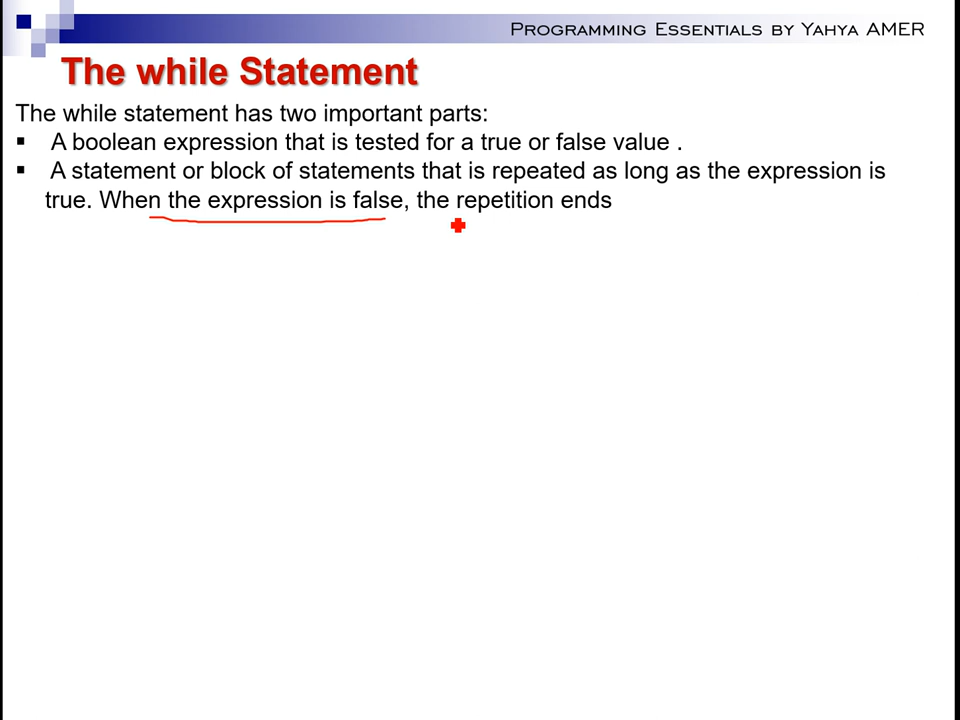 Programming Essentials by Yahya AMER
The while Statement
The while statement has two important parts:
▪ A boolean expression that is tested for a true or false value .
▪ A statement or block of statements that is repeated as long as the expression is
true. When the expression is false, the repetition ends